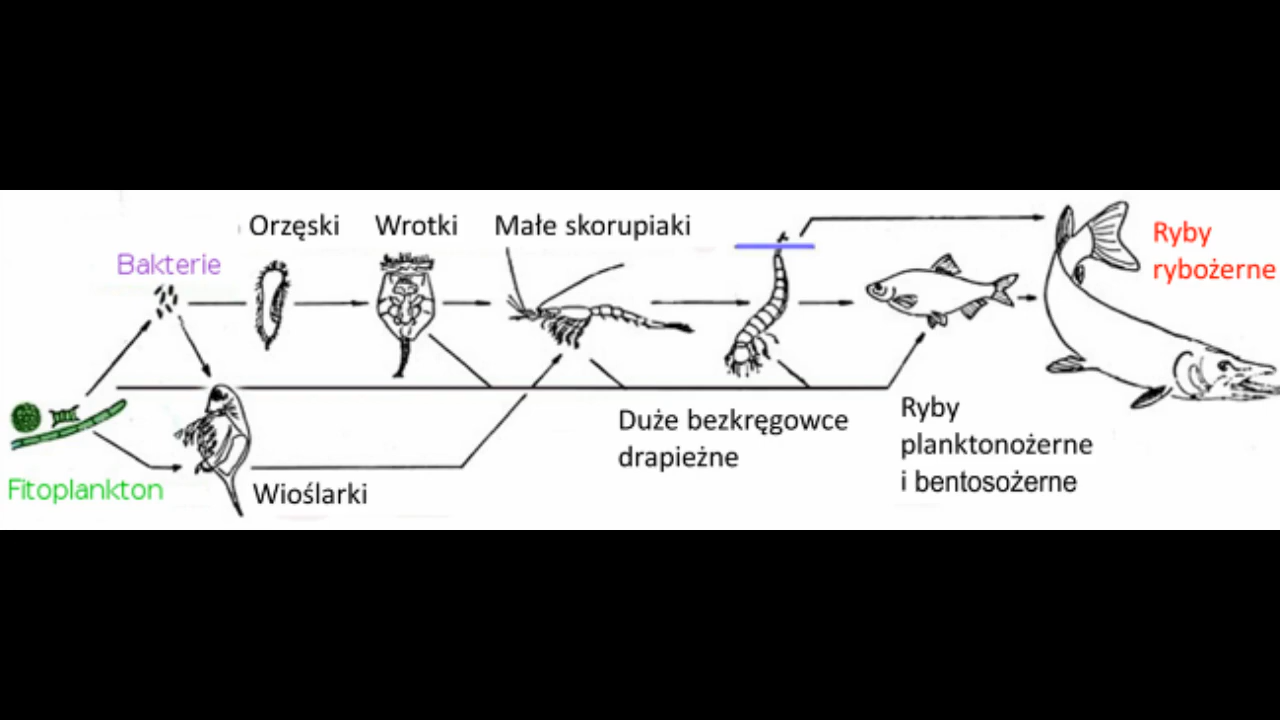 Orzęski
Wrotki
Małe skorupiaki
Bakterie
Ryby
rybożerne
Duże bezkręgowce
drapieżne
Ryby
planktonożerne
i bentosożerne
Fitoplankton
Wioślarki